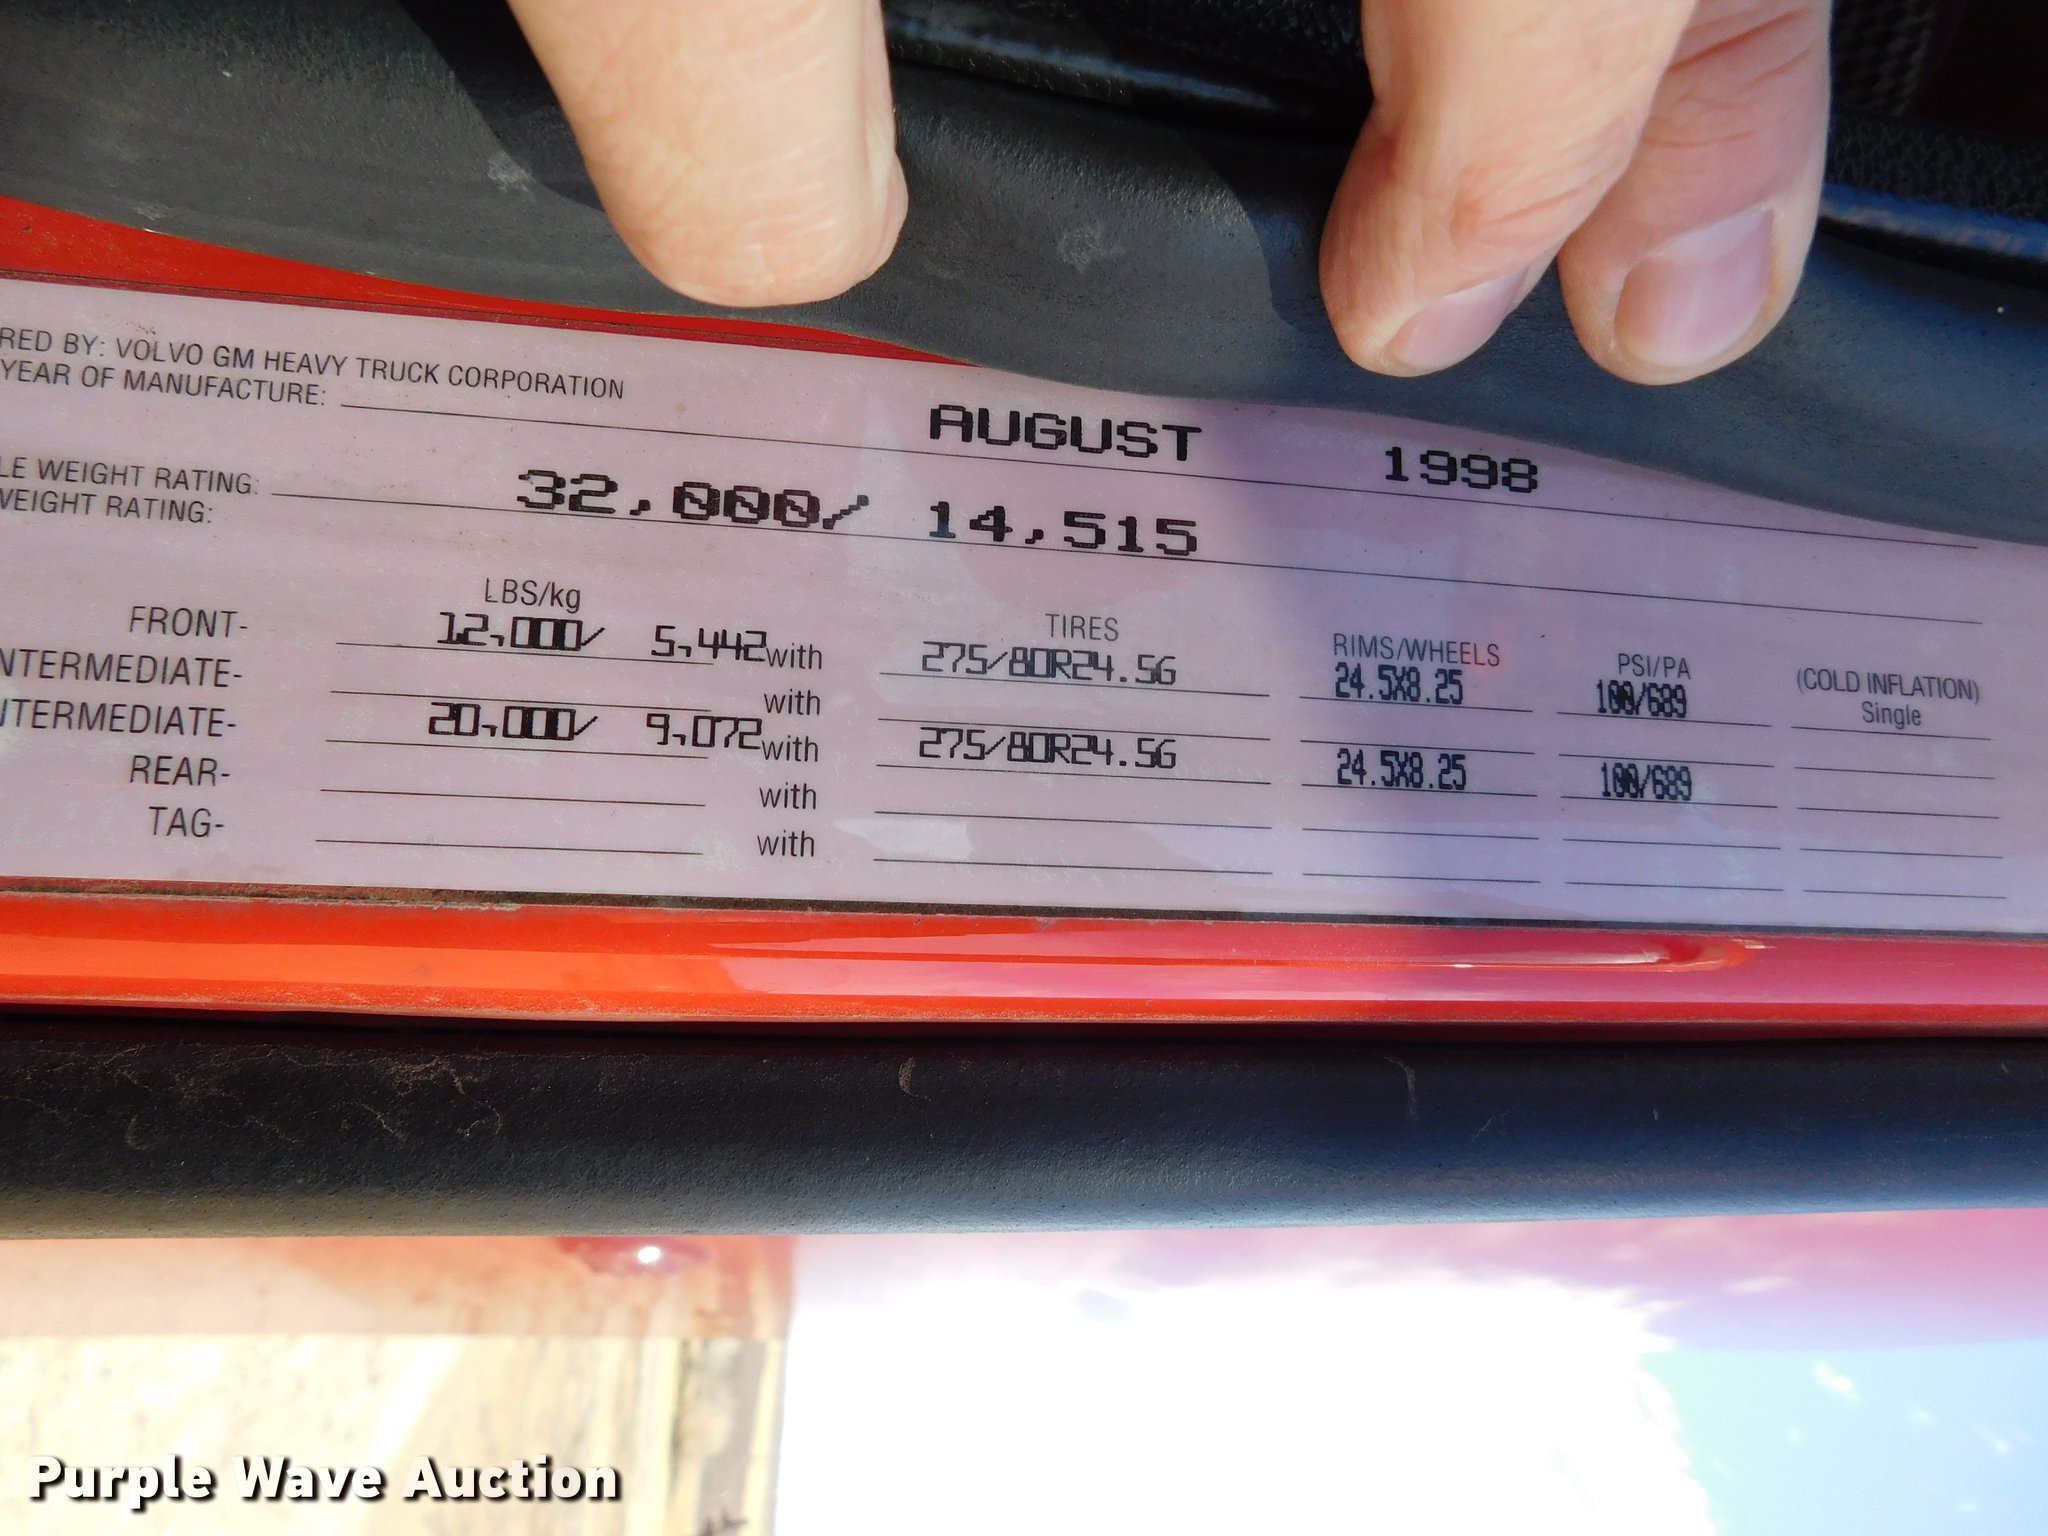 RED BY: VOLVO GM HEAVY TRUCK CORPORATION
YEAR OF MANUFACTURE: AUGUST 1998
LE WEIGHT RATING: 32,000/ 14,515
WEIGHT RATING:
LBS/kg TIRES RIMS/WHEELS PSI/PA (COLD INFLATION)
FRONT- 12,000/ 5,442 with 275/80R24.5G 24.5X8.25 100/689 Single
NTERMEDIATE- with
NTERMEDIATE- 20,000/ 9,072 with 275/80R24.5G 24.5X8.25 100/689
REAR- with
TAG- with
Purple Wave Auction